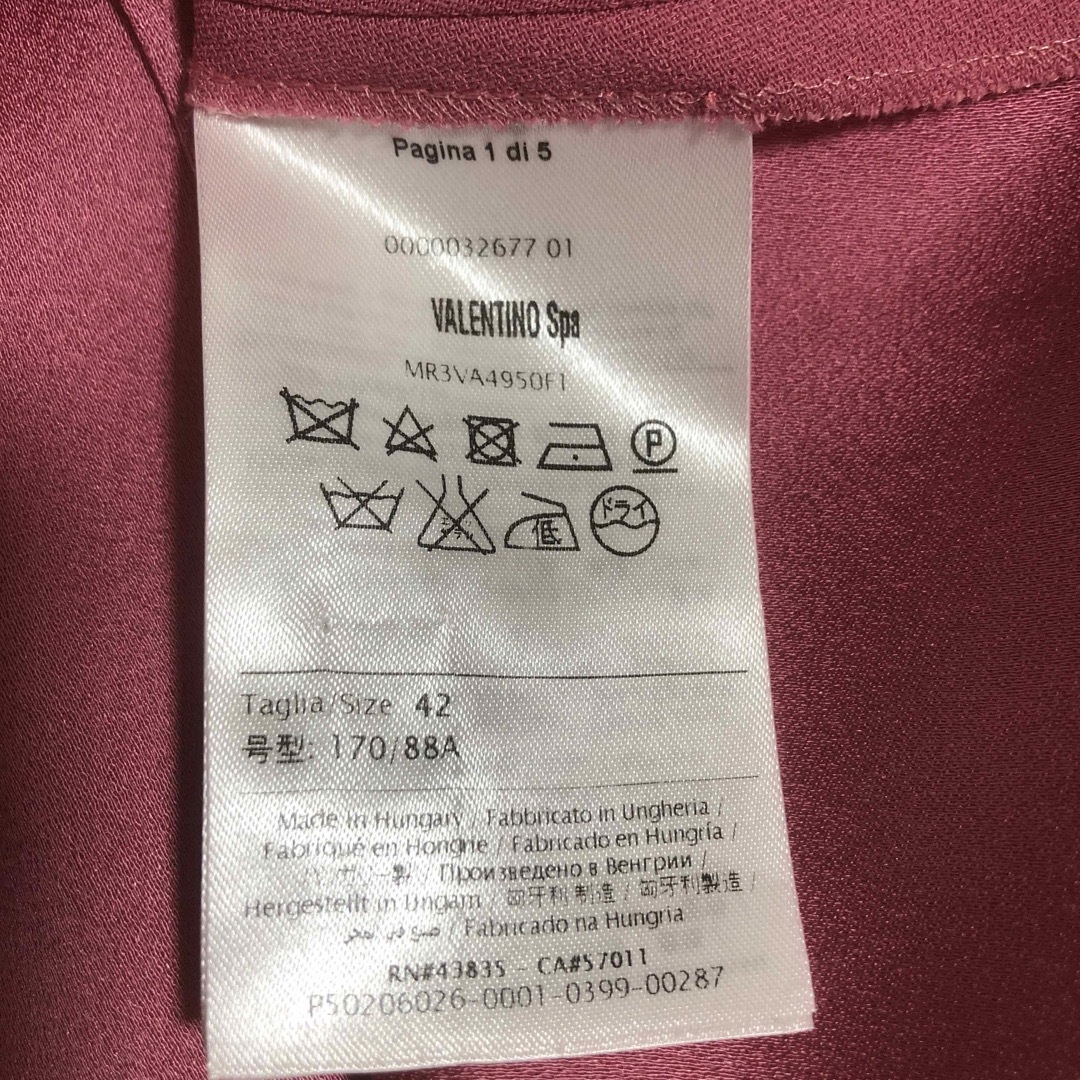 Pagina 1 di 5
0000032677 01
VALENTINO Spa
MR3VA4950F1
P
低 ドライ
Taglia/Size 42
号型: 170/88A
Made in Hungary / Fabbricato in Ungheria /
Fabriqué en Hongrie / Fabricado en Hungría /
ハンガリー製 / Произведено в Венгрии /
Hergestellt in Ungarn / 匈牙利 制造 / 匈牙利製造 /
/ Fabricado na Hungria
RN#43835 - CA#57011
P50206026-0001-0399-00287